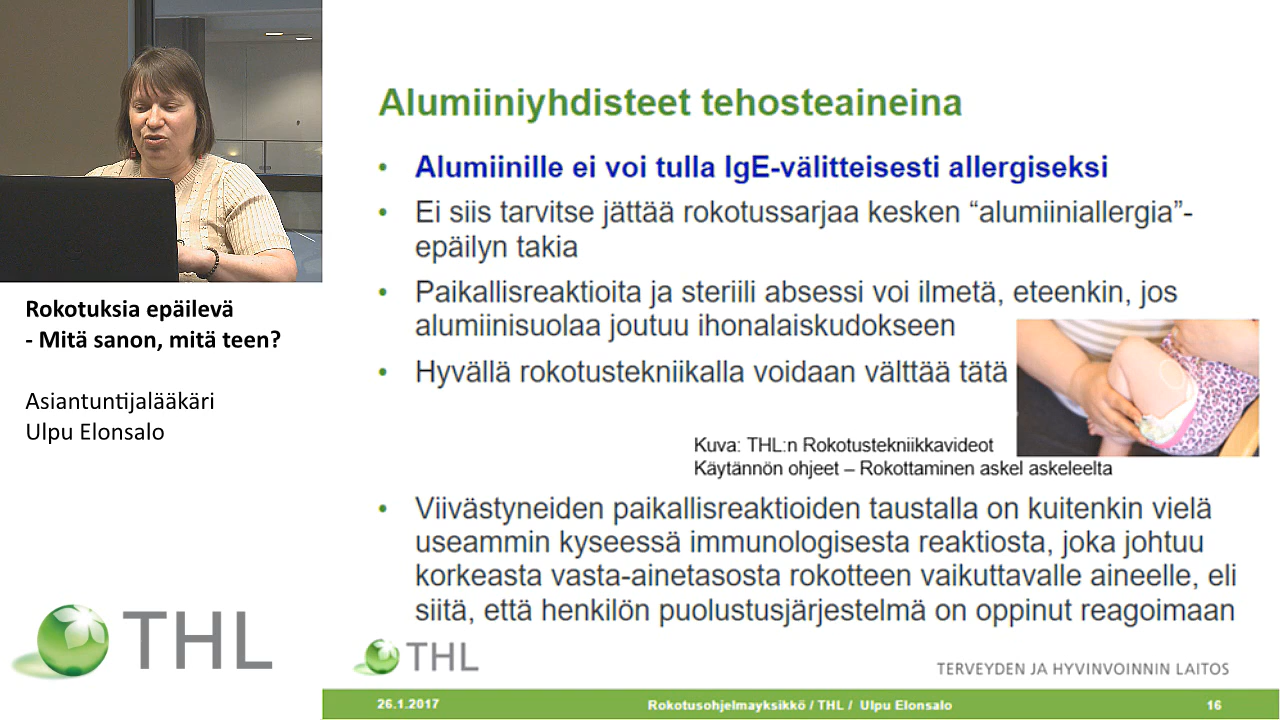 Rokotuksia epäilevä
- Mitä sanon, mitä teen?
Asiantuntijalääkäri
Ulpu Elonsalo
THL
Alumiiniyhdisteet tehosteaineina
• Alumiinille ei voi tulla IgE-välitteisesti allergiseksi
• Ei siis tarvitse jättää rokotussarjaa kesken “alumiiniallergia”-
epäilyn takia
• Paikallisreaktioita ja steriili absessi voi ilmetä, eteenkin, jos
alumiinisuolaa joutuu ihonalaiskudokseen
• Hyvällä rokotustekniikalla voidaan välttää tätä
Kuva: THL:n Rokotustekniikkavideot
Käytännön ohjeet – Rokottaminen askel askeleelta
• Viivästyneiden paikallisreaktioiden taustalla on kuitenkin vielä
useammin kyseessä immunologisesta reaktiosta, joka johtuu
korkeasta vasta-ainetasosta rokotteen vaikuttavalle aineelle, eli
siitä, että henkilön puolustusjärjestelmä on oppinut reagoimaan
THL
TERVEYDEN JA HYVINVOINNIN LAITOS
26.1.2017 Rokotusohjelmayksikkö / THL / Ulpu Elonsalo 16